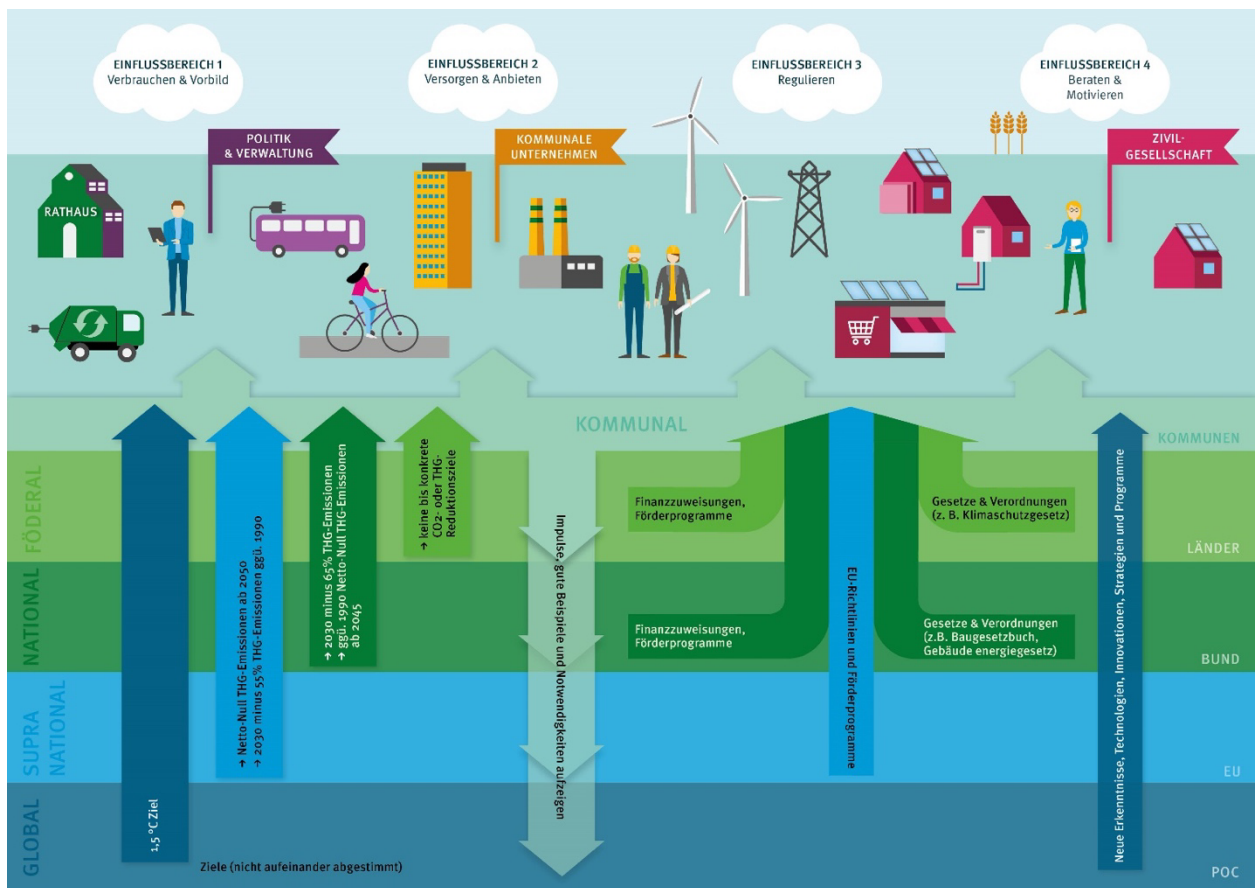 EINFLUSSBEREICH 1
Verbrauchen & Vorbild
EINFLUSSBEREICH 2
Versorgen & Anbieten
EINFLUSSBEREICH 3
Regulieren
EINFLUSSBEREICH 4
Beraten &
Motivieren
POLITIK
& VERWALTUNG
KOMMUNALE
UNTERNEHMEN
ZIVIL-
GESELLSCHAFT
RATHAUS
KOMMUNAL
KOMMUNEN
FÖDERAL
LÄNDER
NATIONAL
BUND
SUPRA
NATIONAL
EU
GLOBAL
POC
1,5 °C Ziel
→ Netto-Null THG-Emissionen ab 2050
→ 2030 minus 55% THG-Emissionen ggü. 1990
→ 2030 minus 65% THG-Emissionen
→ ggü. 1990 Netto-Null THG-Emissionen
ab 2045
→ keine bis konkrete
CO2- oder THG-
Reduktionsziele
Ziele (nicht aufeinander abgestimmt)
Impulse, gute Beispiele und Notwendigkeiten aufzeigen
Finanzzuweisungen,
Förderprogramme
Finanzzuweisungen,
Förderprogramme
EU-Richtlinien und Förderprogramme
Gesetze & Verordnungen
(z. B. Klimaschutzgesetz)
Gesetze & Verordnungen
(z.B. Baugesetzbuch,
Gebäude energiegesetz)
Neue Erkenntnisse, Technologien, Innovationen, Strategien und Programme